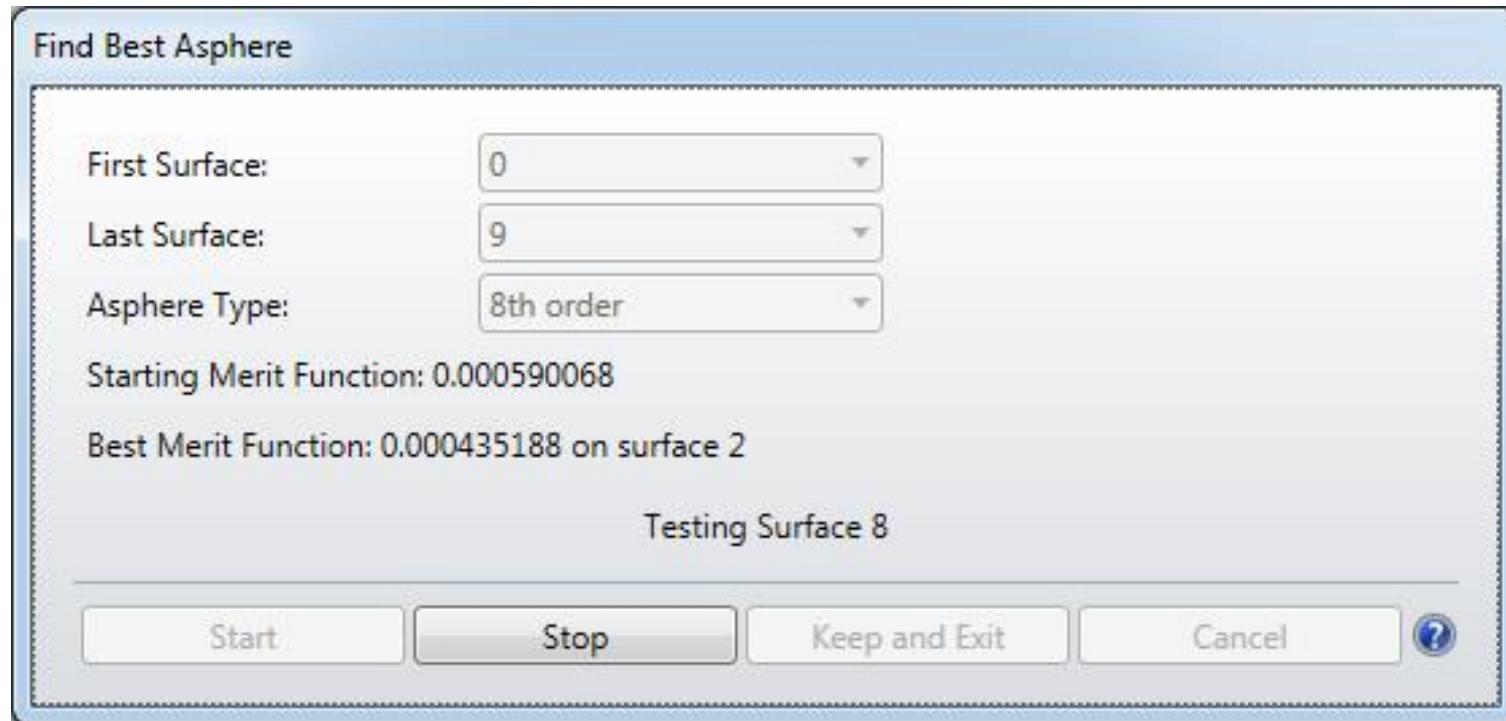 Find Best Asphere
First Surface: 0
Last Surface: 9
Asphere Type: 8th order
Starting Merit Function: 0.000590068
Best Merit Function: 0.000435188 on surface 2
Testing Surface 8
Start Stop Keep and Exit Cancel ?